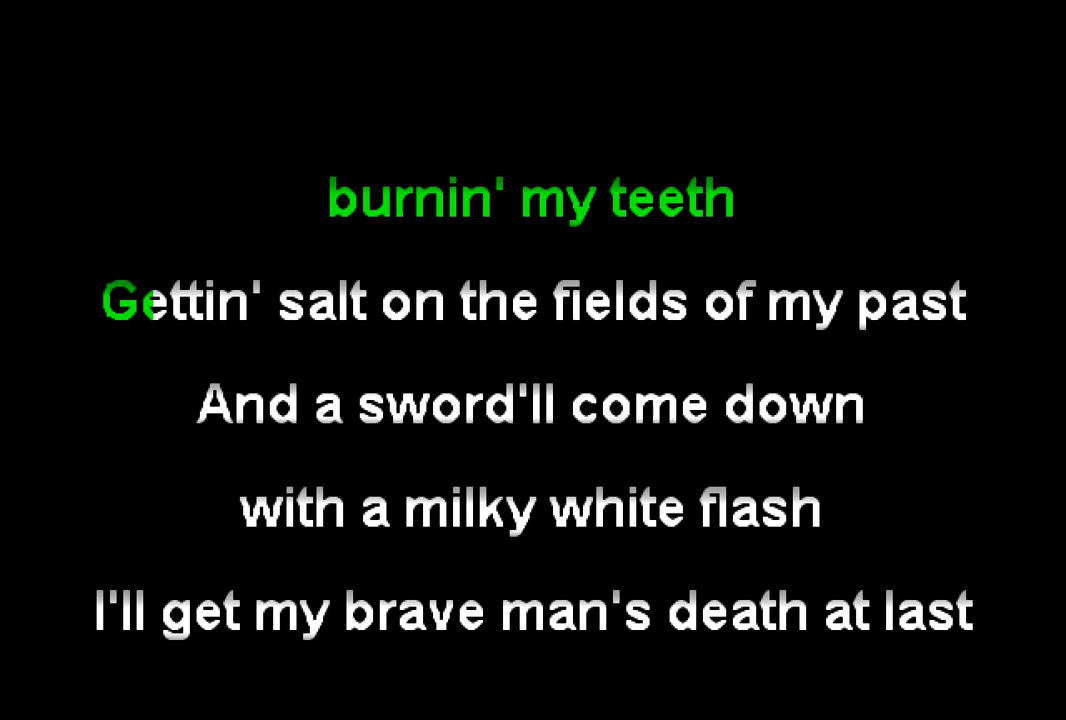 burnin' my teeth
Gettin' salt on the fields of my past
And a sword'll come down
with a milky white flash
I'll get my brave man's death at last